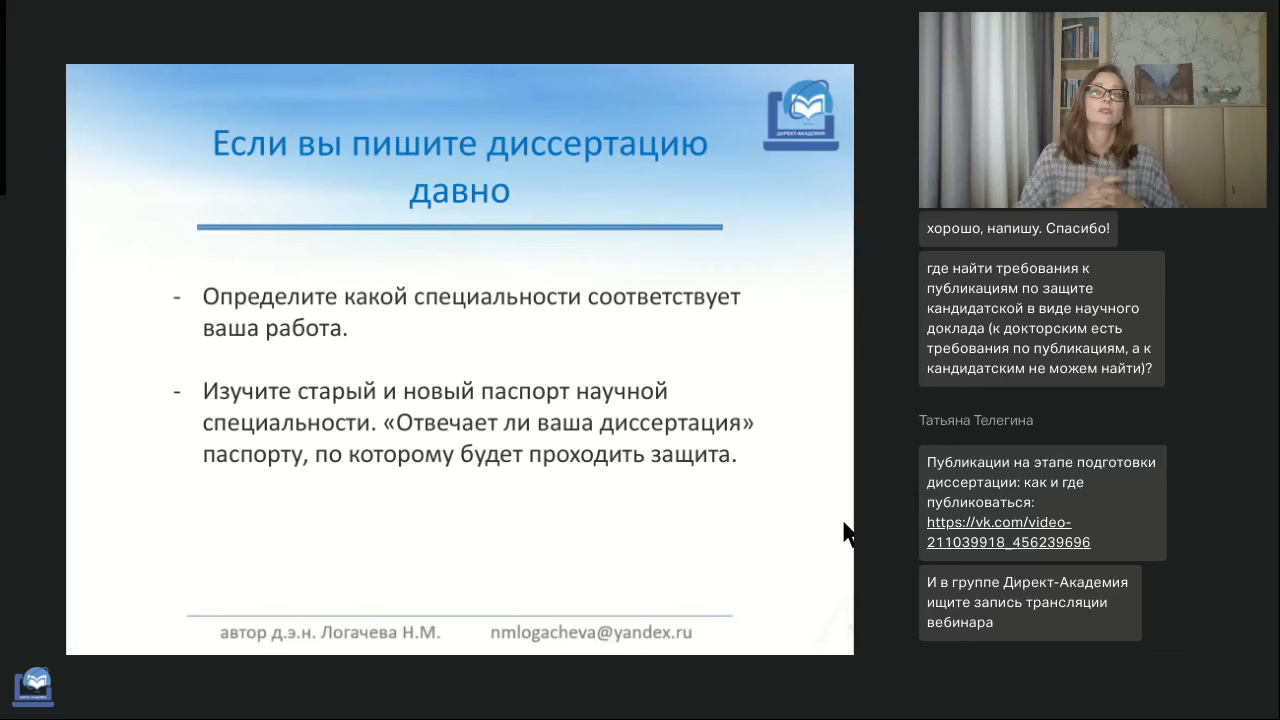 Если вы пишите диссертацию
давно
ДИРЕКТ-АКАДЕМИЯ
- Определите какой специальности соответствует
ваша работа.
- Изучите старый и новый паспорт научной
специальности. «Отвечает ли ваша диссертация»
паспорту, по которому будет проходить защита.
автор д.э.н. Логачева Н.М. nmlogacheva@yandex.ru
хорошо, напишу. Спасибо!
где найти требования к
публикациям по защите
кандидатской в виде научного
доклада (к докторским есть
требования по публикациям, а к
кандидатским не можем найти)?
Татьяна Телегина
Публикации на этапе подготовки
диссертации: как и где
публиковаться:
https://vk.com/video-
211039918_456239696
И в группе Директ-Академия
ищите запись трансляции
вебинара